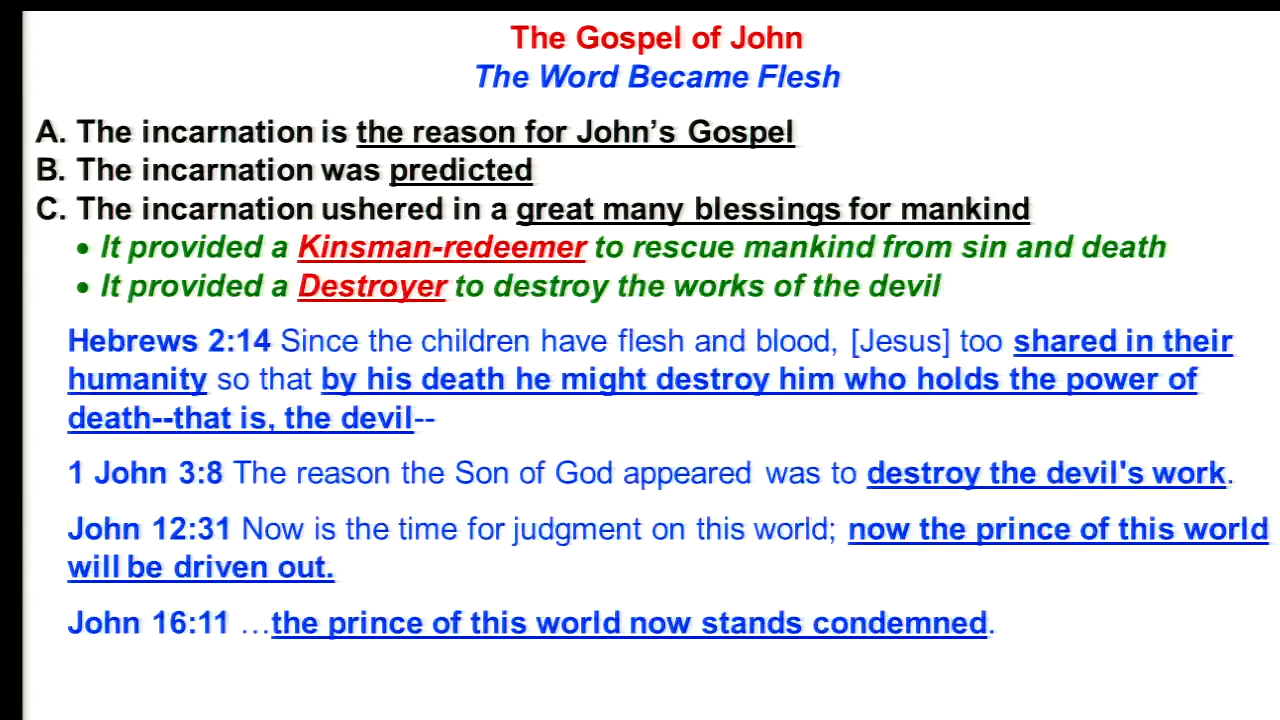 The Gospel of John
The Word Became Flesh
A. The incarnation is the reason for John’s Gospel
B. The incarnation was predicted
C. The incarnation ushered in a great many blessings for mankind
• It provided a Kinsman-redeemer to rescue mankind from sin and death
• It provided a Destroyer to destroy the works of the devil
Hebrews 2:14 Since the children have flesh and blood, [Jesus] too shared in their
humanity so that by his death he might destroy him who holds the power of
death--that is, the devil--
1 John 3:8 The reason the Son of God appeared was to destroy the devil's work.
John 12:31 Now is the time for judgment on this world; now the prince of this world
will be driven out.
John 16:11 …the prince of this world now stands condemned.